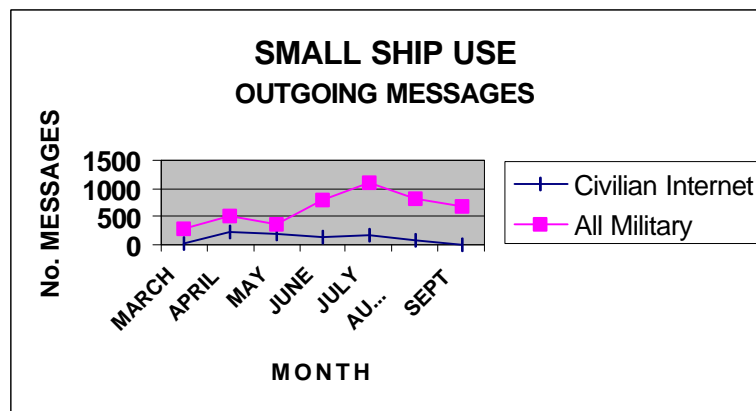 SMALL SHIP USE
OUTGOING MESSAGES
No. MESSAGES
1500
1000
500
0
MARCH
APRIL
MAY
JUNE
JULY
AU...
SEPT
MONTH
Civilian Internet
All Military